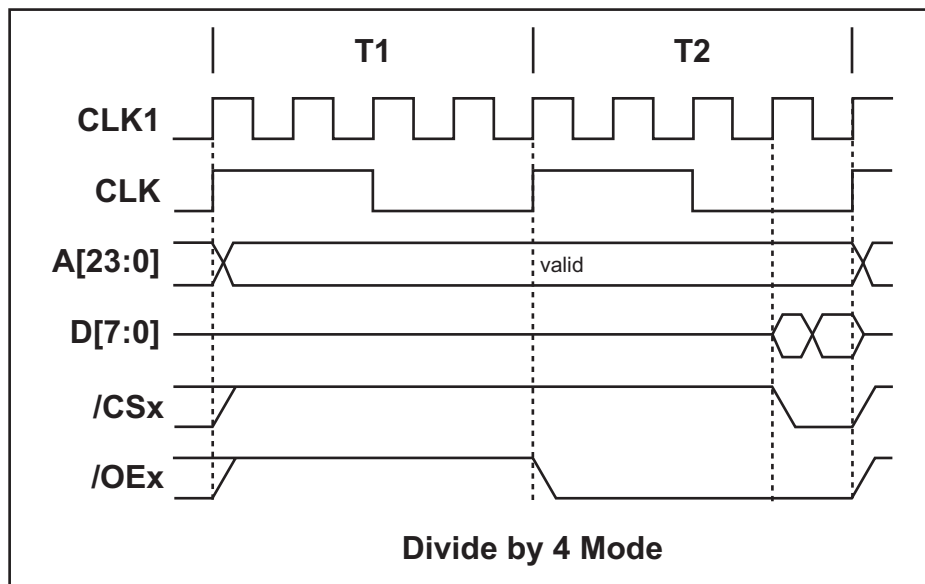 T1 T2
CLK1
CLK
A[23:0] valid
D[7:0]
/CSx
/OEx
Divide by 4 Mode